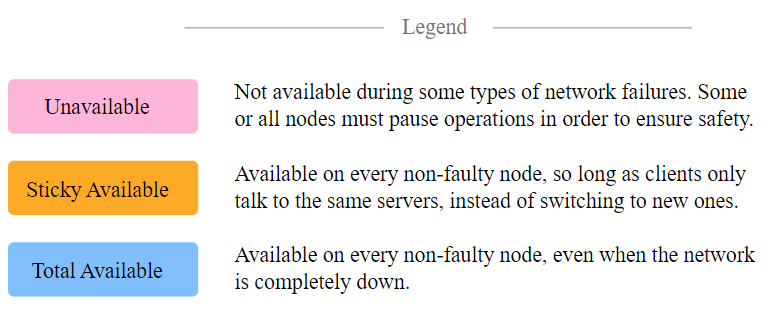 Legend
Unavailable
Not available during some types of network failures. Some
or all nodes must pause operations in order to ensure safety.
Sticky Available
Available on every non-faulty node, so long as clients only
talk to the same servers, instead of switching to new ones.
Total Available
Available on every non-faulty node, even when the network
is completely down.